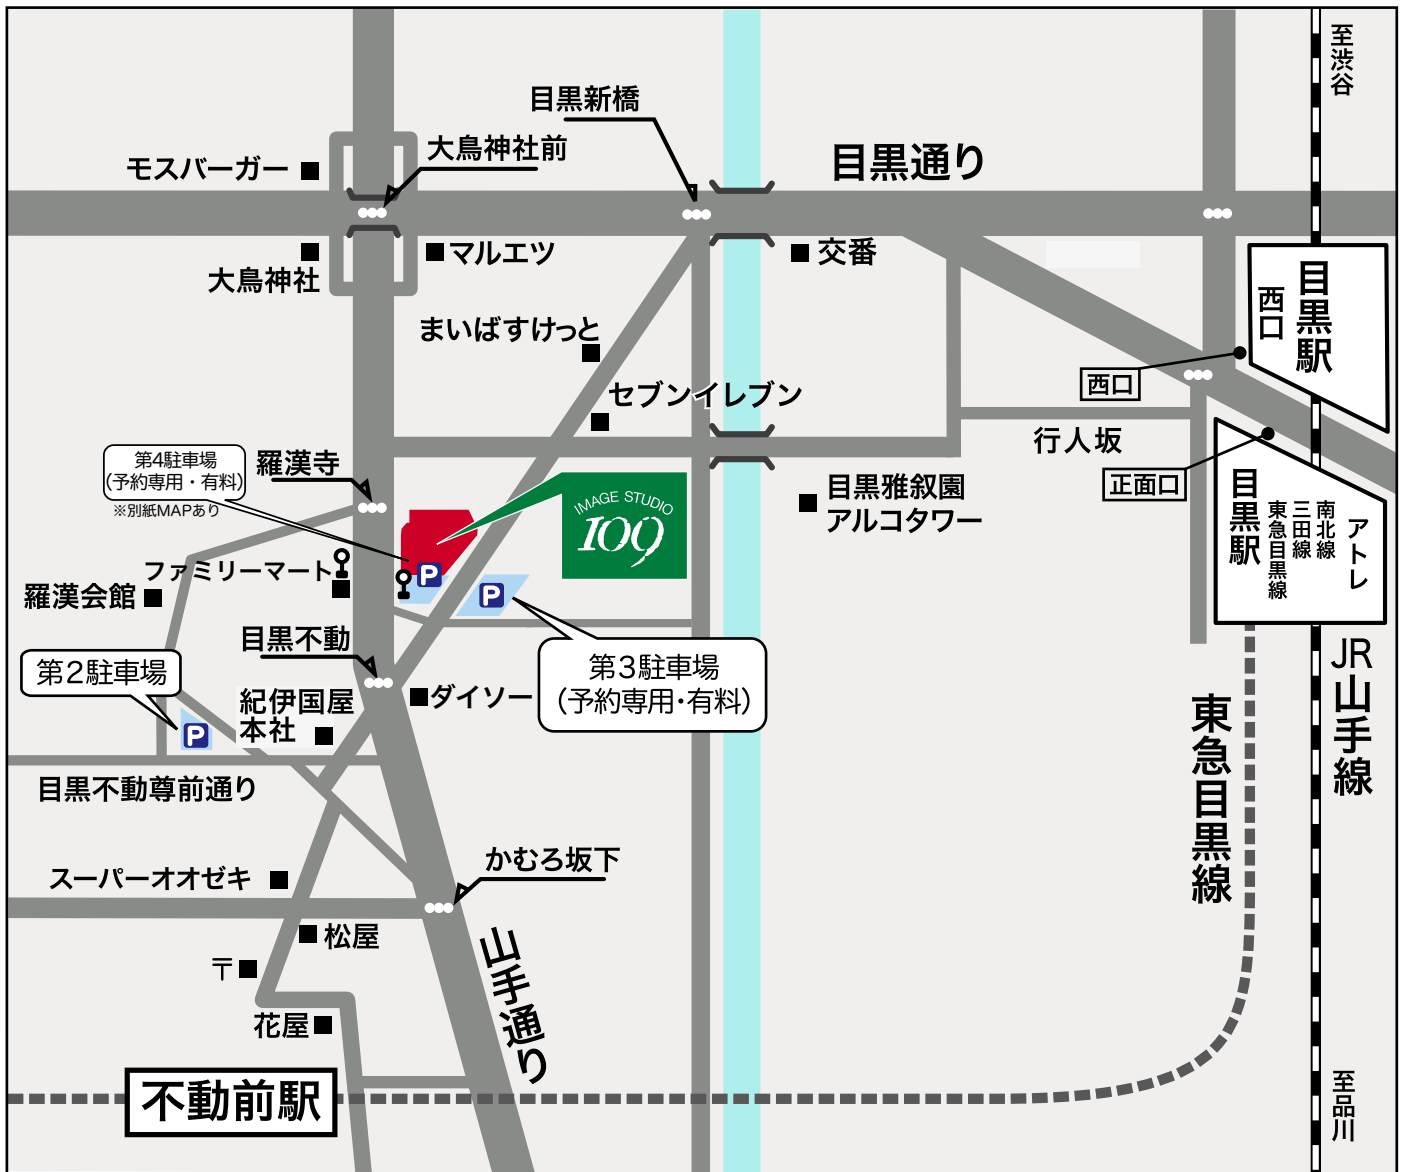 至渋谷
目黒新橋
大鳥神社前
目黒通り
モスバーガー
大鳥神社
マルエツ
交番
目黒駅
西口
まいばすけっと
西口
セブンイレブン
行人坂
第4駐車場
(予約専用・有料)
※別紙MAPあり
羅漢寺
正面口
目黒駅
東急目黒線
三田線
南北線
アトレ
目黒雅叙園
アルコタワー
IMAGE STUDIO
109
ファミリーマート
P
P
羅漢会館
目黒不動
第2駐車場
第3駐車場
(予約専用・有料)
JR山手線
東急目黒線
紀伊国屋
本社
ダイソー
P
目黒不動尊前通り
スーパーオオゼキ
かむろ坂下
松屋
山手通り
〒
花屋
不動前駅
至品川